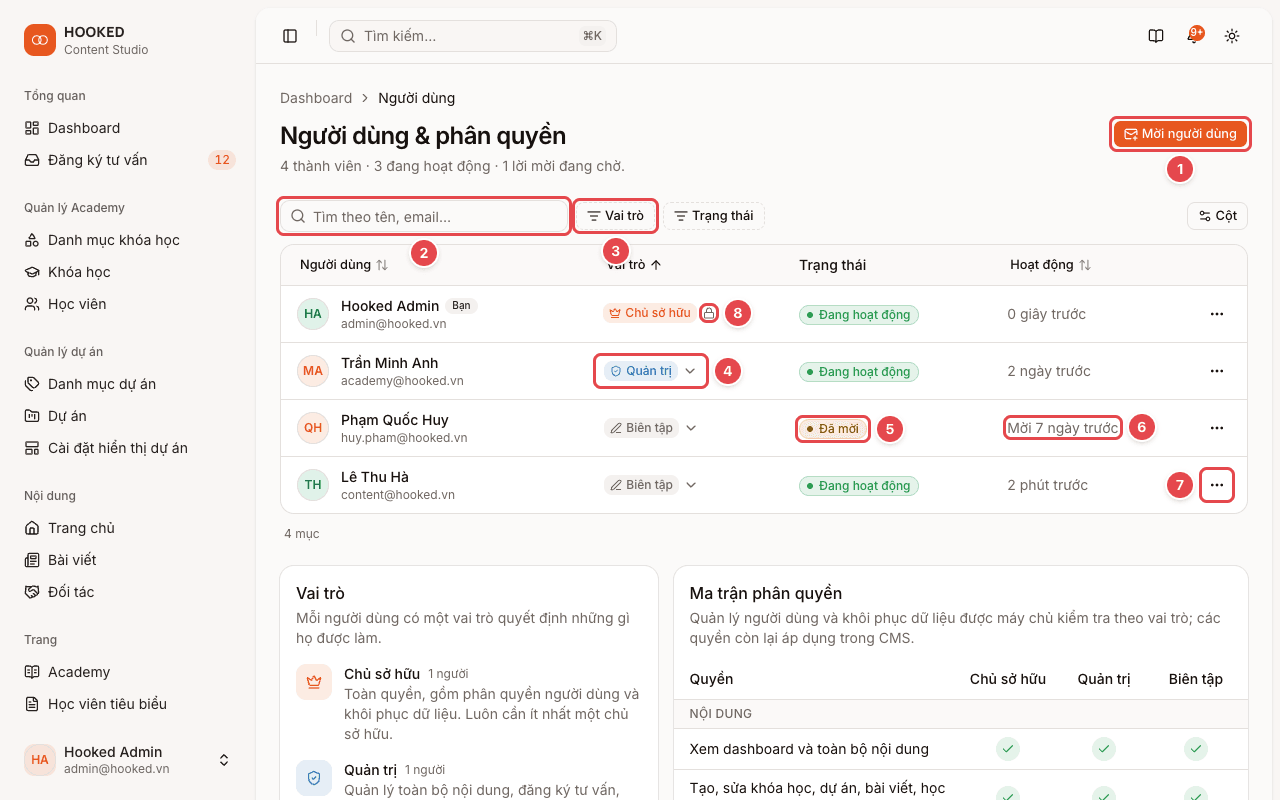 HOOKED
Content Studio
Tổng quan
Dashboard
Đăng ký tư vấn 12
Quản lý Academy
Danh mục khóa học
Khóa học
Học viên
Quản lý dự án
Danh mục dự án
Dự án
Cài đặt hiển thị dự án
Nội dung
Trang chủ
Bài viết
Đối tác
Trang
Academy
Học viên tiêu biểu
HA Hooked Admin
admin@hooked.vn
Tìm kiếm... ⌘K
9+
Dashboard > Người dùng
Người dùng & phân quyền
4 thành viên · 3 đang hoạt động · 1 lời mời đang chờ.
Mời người dùng
1
Tìm theo tên, email...
Vai trò
Trạng thái
Cột
2
3
Người dùng Vai trò Trạng thái Hoạt động
HA Hooked Admin Bạn
admin@hooked.vn
Chủ sở hữu 8 Đang hoạt động 0 giây trước
MA Trần Minh Anh
academy@hooked.vn
Quản trị 4 Đang hoạt động 2 ngày trước
QH Phạm Quốc Huy
huy.pham@hooked.vn
Biên tập Đã mời 5 Mời 7 ngày trước 6
TH Lê Thu Hà
content@hooked.vn
Biên tập Đang hoạt động 2 phút trước 7
4 mục
Vai trò
Mỗi người dùng có một vai trò quyết định những gì
họ được làm.
Chủ sở hữu 1 người
Toàn quyền, gồm phân quyền người dùng và
khôi phục dữ liệu. Luôn cần ít nhất một chủ
sở hữu.
Quản trị 1 người
Quản lý toàn bộ nội dung, đăng ký tư vấn,
Ma trận phân quyền
Quản lý người dùng và khôi phục dữ liệu được máy chủ kiểm tra theo vai trò; các
quyền còn lại áp dụng trong CMS.
Quyền Chủ sở hữu Quản trị Biên tập
NỘI DUNG
Xem dashboard và toàn bộ nội dung
Tạo, sửa khóa học, dự án, bài viết, học